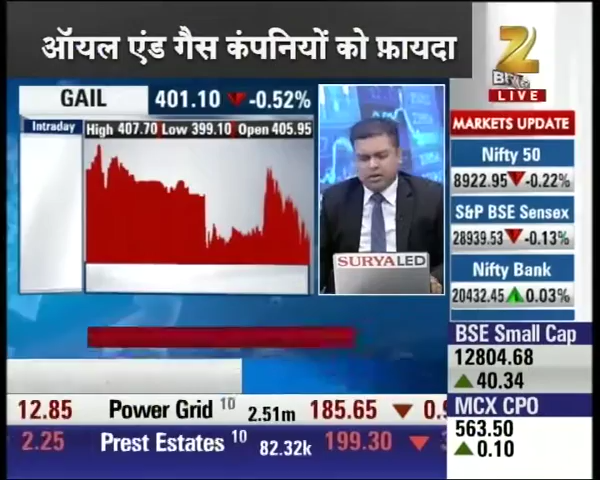 ऑयल एंड गैस कंपनियों को फ़ायदा
Z
LIVE
GAIL 401.10 -0.52%
Intraday High 407.70 Low 399.10 Open 405.95
SURYA LED
MARKETS UPDATE
Nifty 50
8922.95 -0.22%
S&P BSE Sensex
28939.53 -0.13%
Nifty Bank
20432.45 0.03%
BSE Small Cap
12804.68
40.34
MCX CPO
563.50
0.10
12.85 Power Grid 10 2.51m 185.65
2.25 Prest Estates 10 82.32k 199.30